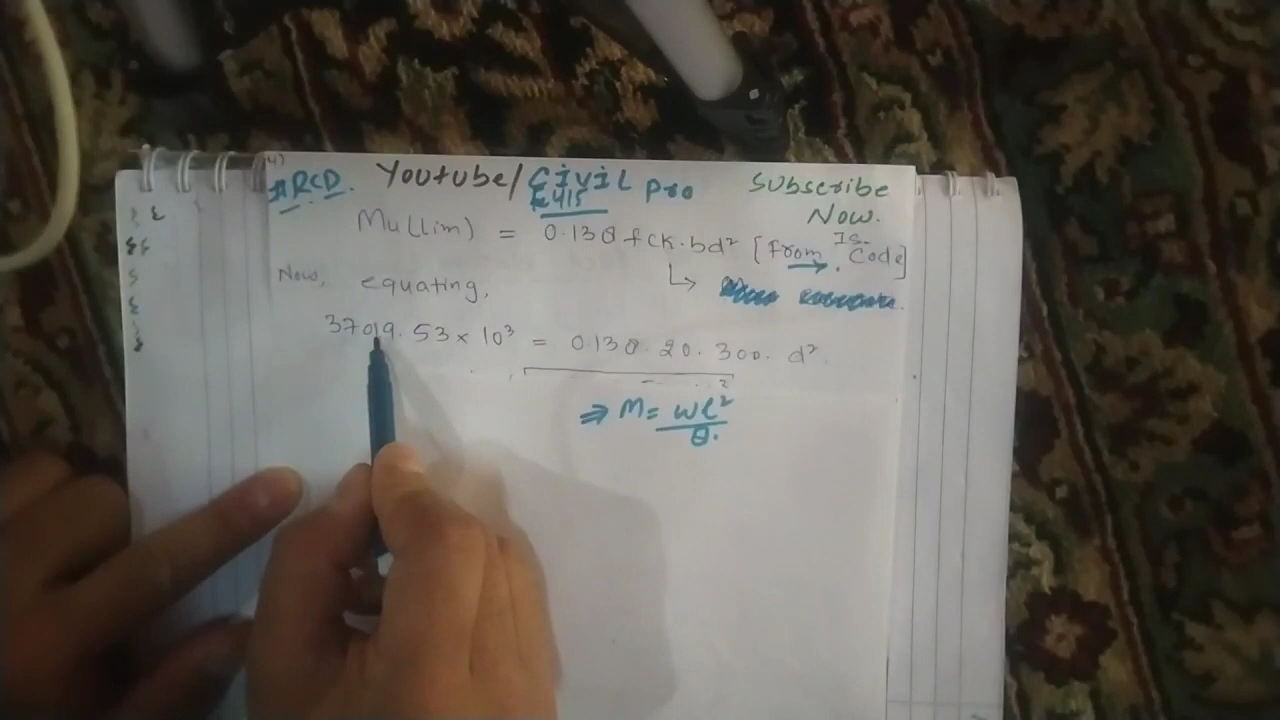 ⇒ RCD. Youtube/ Civil Pro Subscribe Now.
Mu(lim) = 0.138 fck.bd² [from IS. Code]
Now, equating,
37019.53 x 10³ = 0.138. 20. 300. d².
⇒ M = wl²/8.